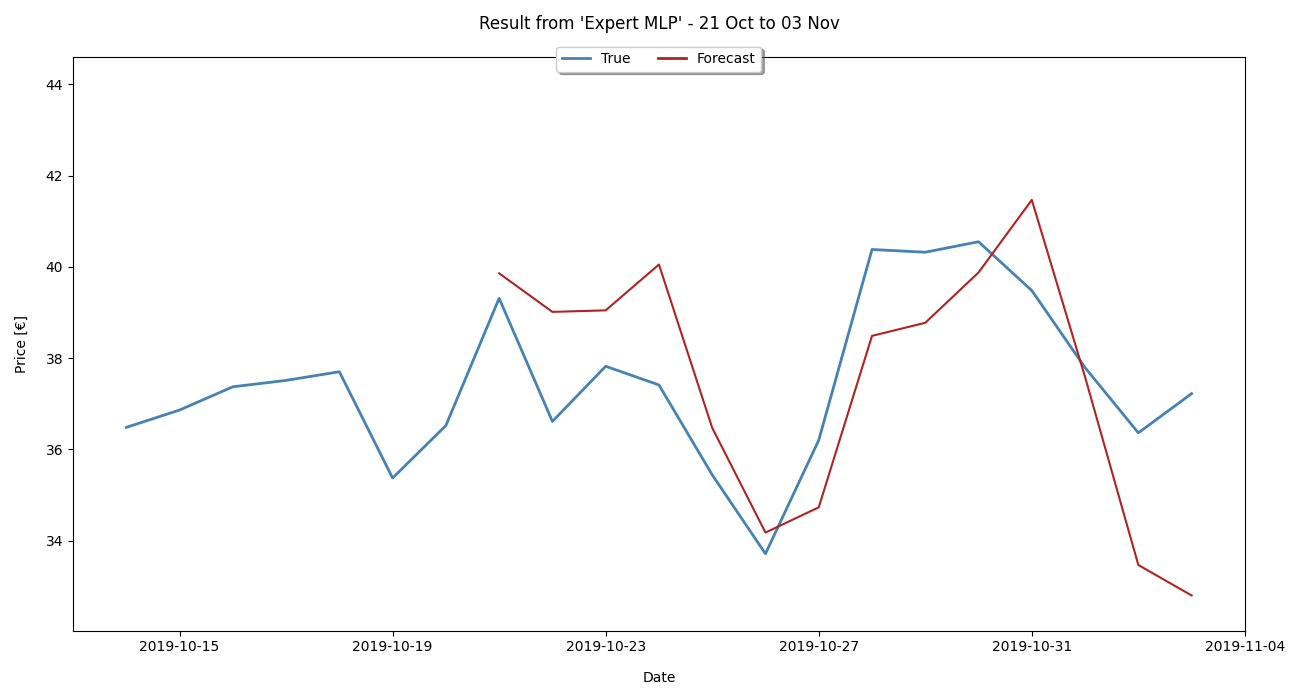 Result from 'Expert MLP' - 21 Oct to 03 Nov
True Forecast
44
42
40
38
36
34
Price [€]
2019-10-15 2019-10-19 2019-10-23 2019-10-27 2019-10-31 2019-11-04
Date